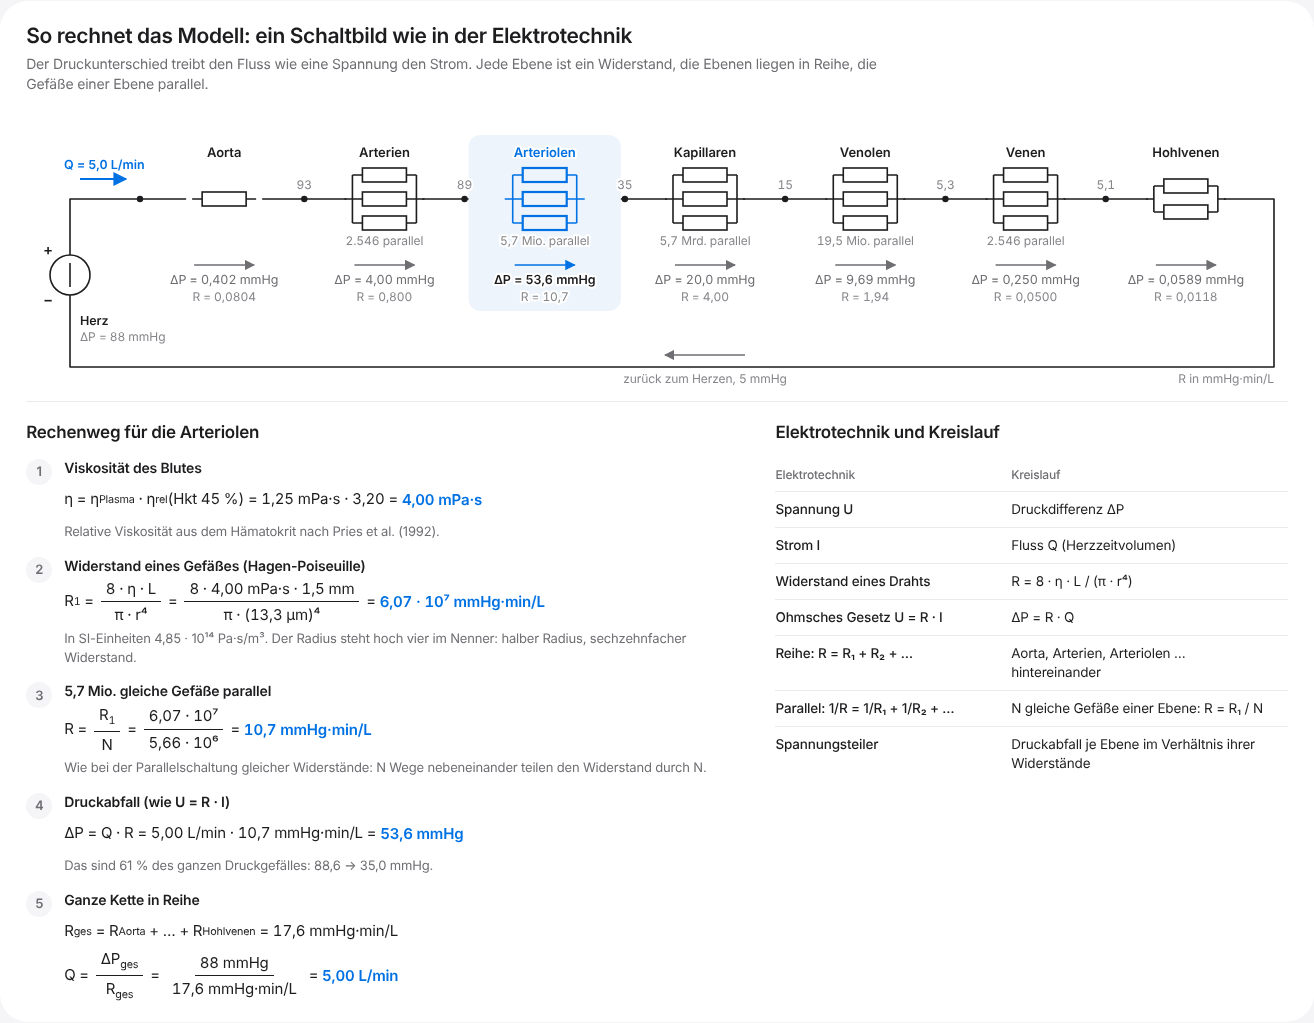 So rechnet das Modell: ein Schaltbild wie in der Elektrotechnik
Der Druckunterschied treibt den Fluss wie eine Spannung den Strom. Jede Ebene ist ein Widerstand, die Ebenen liegen in Reihe, die
Gefäße einer Ebene parallel.
Q = 5,0 L/min
Aorta
Arterien
Arteriolen
Kapillaren
Venolen
Venen
Hohlvenen
93
89
35
15
5,3
5,1
2.546 parallel
5,7 Mio. parallel
5,7 Mrd. parallel
19,5 Mio. parallel
2.546 parallel
+
−
ΔP = 0,402 mmHg
ΔP = 4,00 mmHg
ΔP = 53,6 mmHg
ΔP = 20,0 mmHg
ΔP = 9,69 mmHg
ΔP = 0,250 mmHg
ΔP = 0,0589 mmHg
R = 0,0804
R = 0,800
R = 10,7
R = 4,00
R = 1,94
R = 0,0500
R = 0,0118
Herz
ΔP = 88 mmHg
zurück zum Herzen, 5 mmHg
R in mmHg·min/L
Rechenweg für die Arteriolen
1
Viskosität des Blutes
η = ηPlasma · ηrel(Hkt 45 %) = 1,25 mPa·s · 3,20 = 4,00 mPa·s
Relative Viskosität aus dem Hämatokrit nach Pries et al. (1992).
2
Widerstand eines Gefäßes (Hagen-Poiseuille)
R1 = 8 · η · L / π · r⁴ = 8 · 4,00 mPa·s · 1,5 mm / π · (13,3 µm)⁴ = 6,07 · 10⁷ mmHg·min/L
In SI-Einheiten 4,85 · 10¹⁴ Pa·s/m³. Der Radius steht hoch vier im Nenner: halber Radius, sechzehnfacher
Widerstand.
3
5,7 Mio. gleiche Gefäße parallel
R = R₁ / N = 6,07 · 10⁷ / 5,66 · 10⁶ = 10,7 mmHg·min/L
Wie bei der Parallelschaltung gleicher Widerstände: N Wege nebeneinander teilen den Widerstand durch N.
4
Druckabfall (wie U = R · I)
ΔP = Q · R = 5,00 L/min · 10,7 mmHg·min/L = 53,6 mmHg
Das sind 61 % des ganzen Druckgefälles: 88,6 → 35,0 mmHg.
5
Ganze Kette in Reihe
Rges = RAorta + … + RHohlvenen = 17,6 mmHg·min/L
Q = ΔPges / Rges = 88 mmHg / 17,6 mmHg·min/L = 5,00 L/min
Elektrotechnik und Kreislauf
Elektrotechnik
Kreislauf
Spannung U
Druckdifferenz ΔP
Strom I
Fluss Q (Herzzeitvolumen)
Widerstand eines Drahts
R = 8 · η · L / (π · r⁴)
Ohmsches Gesetz U = R · I
ΔP = R · Q
Reihe: R = R₁ + R₂ + …
Aorta, Arterien, Arteriolen …
hintereinander
Parallel: 1/R = 1/R₁ + 1/R₂ + …
N gleiche Gefäße einer Ebene: R = R₁ / N
Spannungsteiler
Druckabfall je Ebene im Verhältnis ihrer
Widerstände